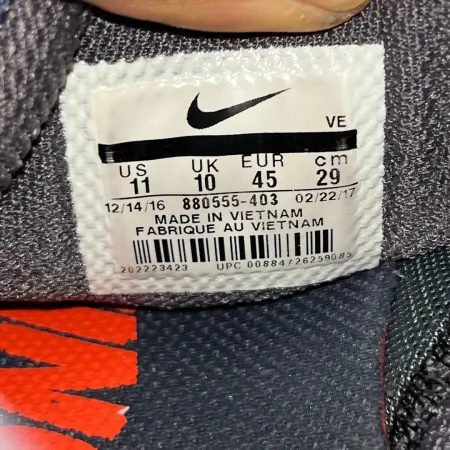 VE
US UK EUR cm
11 10 45 29
12/14/16 880555-403 02/22/17
MADE IN VIETNAM
FABRIQUE AU VIETNAM
202223423 UPC 00884726259085